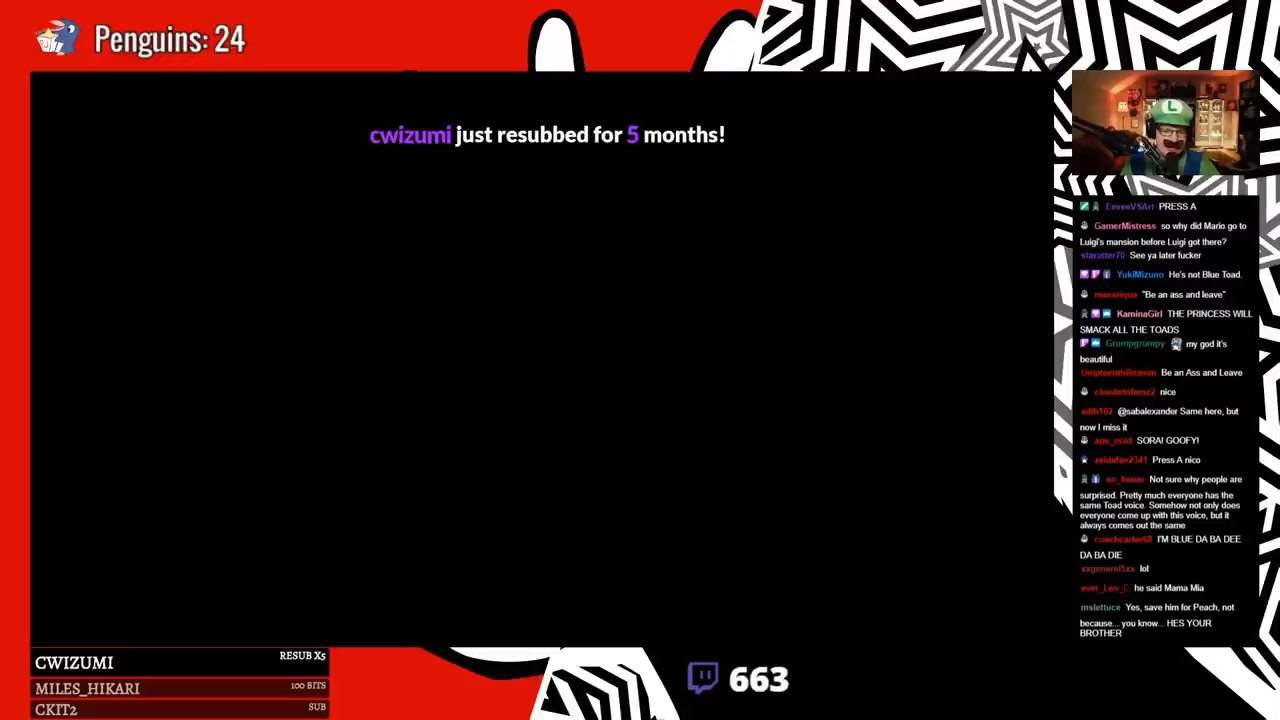 Penguins: 24
cwizumi just resubbed for 5 months!
L
EeveeVSArt PRESS A
GamerMistress so why did Mario go to
Luigi's mansion before Luigi got there?
starotter70 See ya later fucker
YukiMizuno He's not Blue Toad.
maverique "Be an ass and leave"
KaminaGirl THE PRINCESS WILL
SMACK ALL THE TOADS
Grumpgrumpy my god it's
beautiful
UmpteenthReason Be an Ass and Leave
nice
@sabalexander Same here, but
now I miss it
SORA! GOOFY!
zeldafan2341 Press A nico
Not sure why people are
surprised. Pretty much everyone has the
same Toad voice. Somehow not only does
everyone come up with this voice, but it
always comes out the same
coachcarter68 I'M BLUE DA BA DEE
DA BA DIE
lol
ever_Leo_C he said Mama Mia
mslettuce Yes, save him for Peach, not
because... you know... HES YOUR
BROTHER
CWIZUMI RESUB X5
MILES_HIKARI 100 BITS
CKIT2 SUB
663